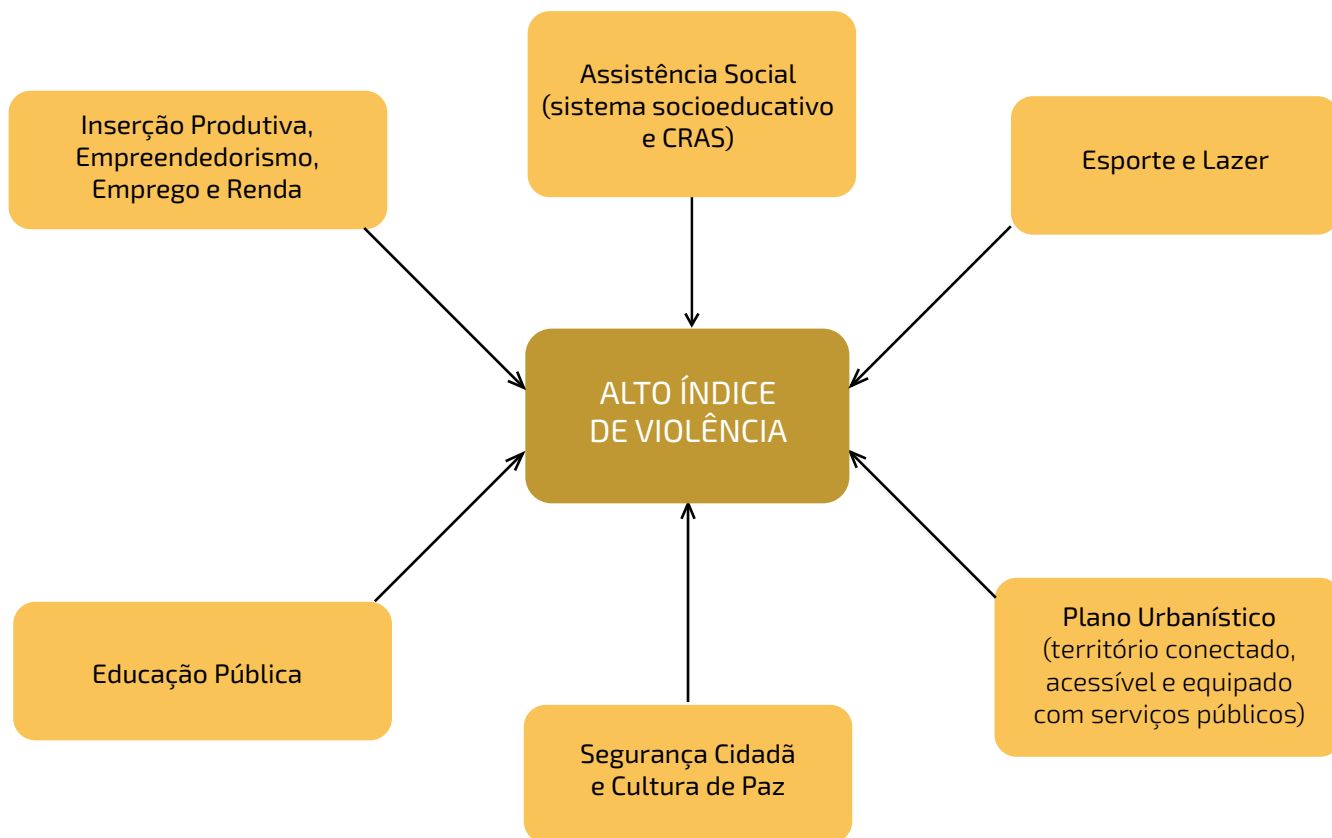 Assistência Social
(sistema socioeducativo
e CRAS)
Inserção Produtiva,
Empreendedorismo,
Emprego e Renda
Esporte e Lazer
ALTO ÍNDICE
DE VIOLÊNCIA
Educação Pública
Plano Urbanístico
(território conectado,
acessível e equipado
com serviços públicos)
Segurança Cidadã
e Cultura de Paz